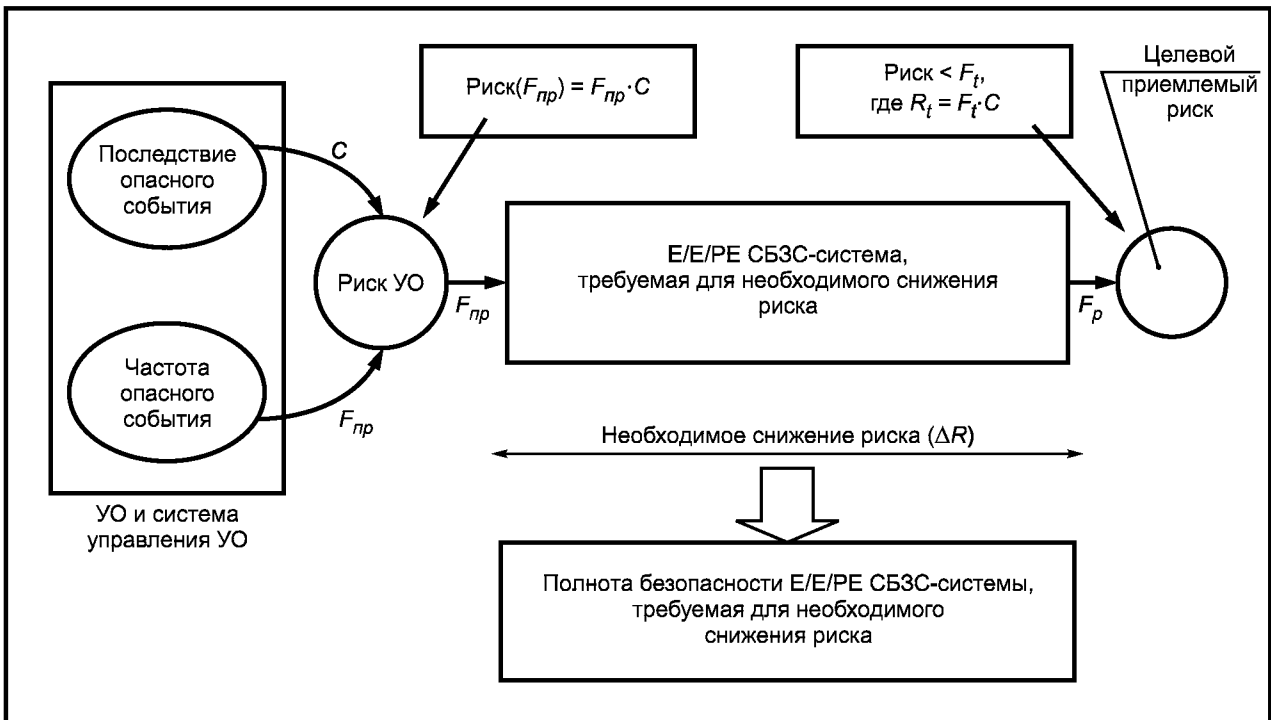 Риск(Fпр) = Fпр·C
Риск < Ft,
где Rt = Ft·C
Целевой
приемлемый
риск
Последствие
опасного
события
C
Риск УО
Fпр
E/E/PE СБЗС-система,
требуемая для необходимого снижения
риска
Fp
Частота
опасного
события
Fпр
УО и система
управления УО
Необходимое снижение риска (ΔR)
Полнота безопасности E/E/PE СБЗС-системы,
требуемая для необходимого
снижения риска